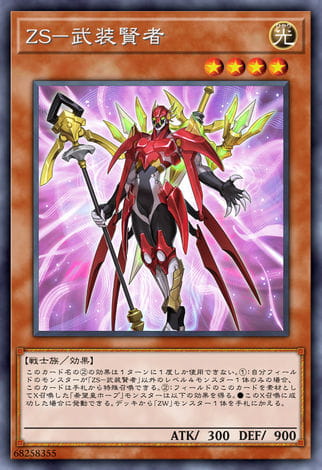 ZS－武装賢者
光
【戦士族／効果】
このカード名の②の効果は１ターンに１度しか使用できない。①：自分フィー
ルドのモンスターが「ZS－武装賢者」以外のレベル４モンスター１体のみの場合、
このカードは手札から特殊召喚できる。②：フィールドのこのカードを素材とし
てX召喚した「希望皇ホープ」モンスターは以下の効果を得る。●このX召喚に成
功した場合に発動できる。デッキから「ZW」モンスター１体を手札に加える。
ATK/ 300 DEF/ 900
68258355